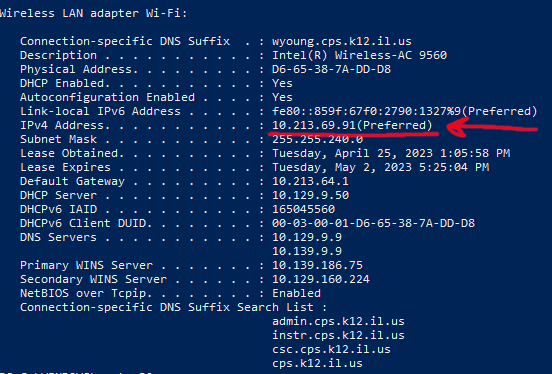 Wireless LAN adapter Wi-Fi:
Connection-specific DNS Suffix  . : wyoung.cps.k12.il.us
Description . . . . . . . . . . . : Intel(R) Wireless-AC 9560
Physical Address. . . . . . . . . : D6-65-38-7A-DD-D8
DHCP Enabled. . . . . . . . . . . : Yes
Autoconfiguration Enabled . . . . : Yes
Link-local IPv6 Address . . . . . : fe80::859f:67f0:2790:1327%9(Preferred)
IPv4 Address. . . . . . . . . . . : 10.213.69.91(Preferred)
Subnet Mask . . . . . . . . . . . : 255.255.240.0
Lease Obtained. . . . . . . . . . : Tuesday, April 25, 2023 1:05:58 PM
Lease Expires . . . . . . . . . . : Tuesday, May 2, 2023 5:25:04 PM
Default Gateway . . . . . . . . . : 10.213.64.1
DHCP Server . . . . . . . . . . . : 10.129.9.50
DHCPv6 IAID . . . . . . . . . . . : 165045560
DHCPv6 Client DUID. . . . . . . . : 00-03-00-01-D6-65-38-7A-DD-D8
DNS Servers . . . . . . . . . . . : 10.129.9.9
10.139.9.9
Primary WINS Server . . . . . . . : 10.139.186.75
Secondary WINS Server . . . . . . : 10.129.160.224
NetBIOS over Tcpip. . . . . . . . : Enabled
Connection-specific DNS Suffix Search List :
admin.cps.k12.il.us
instr.cps.k12.il.us
csc.cps.k12.il.us
cps.k12.il.us